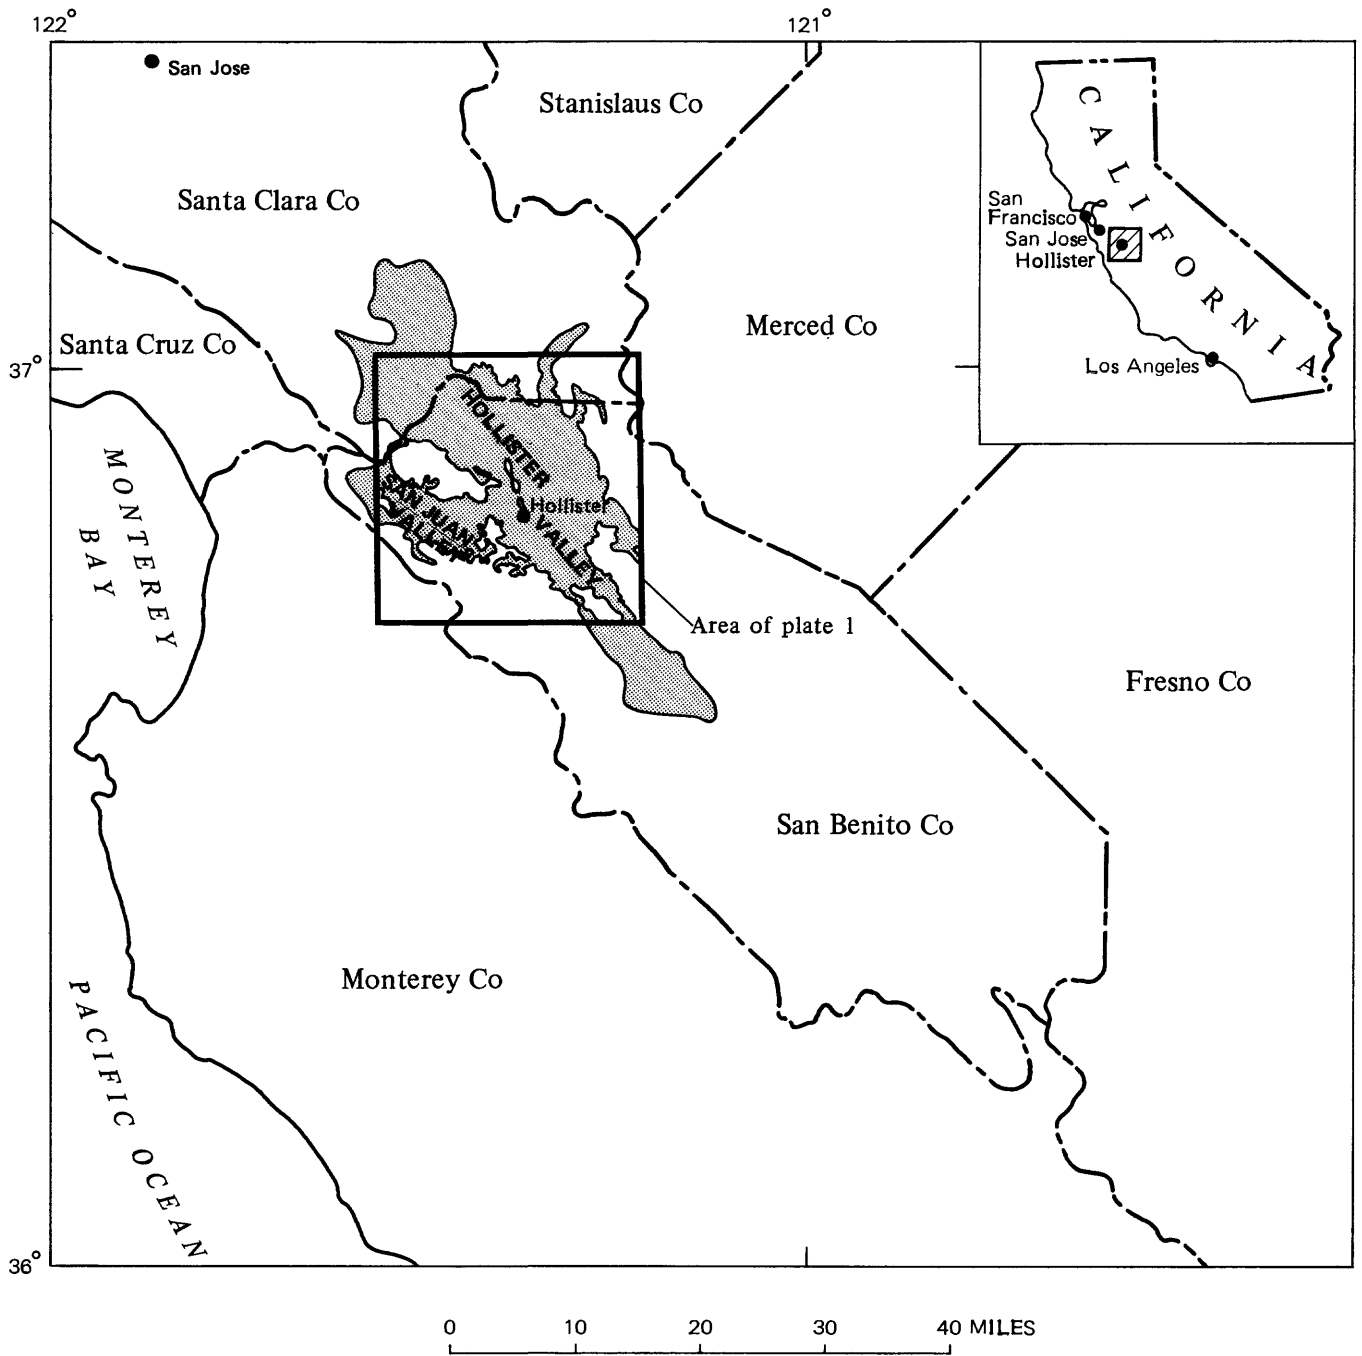 122°
121°
San Jose
Stanislaus Co
Santa Clara Co
CALIFORNIA
San
Francisco
San Jose
Hollister
Los Angeles
Santa Cruz Co
Merced Co
37°
HOLLISTER
VALLEY
SAN JUAN
VALLEY
Hollister
MONTEREY
BAY
Area of plate 1
Fresno Co
San Benito Co
Monterey Co
PACIFIC OCEAN
36°
0 10 20 30 40 MILES